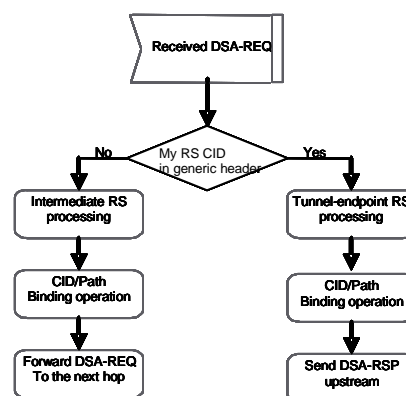 Received DSA-REQ
My RS CID
in generic header
No
Yes
Intermediate RS
processing
Tunnel-endpoint RS
processing
CID/Path
Binding operation
CID/Path
Binding operation
Forward DSA-REQ
To the next hop
Send DSA-RSP
upstream